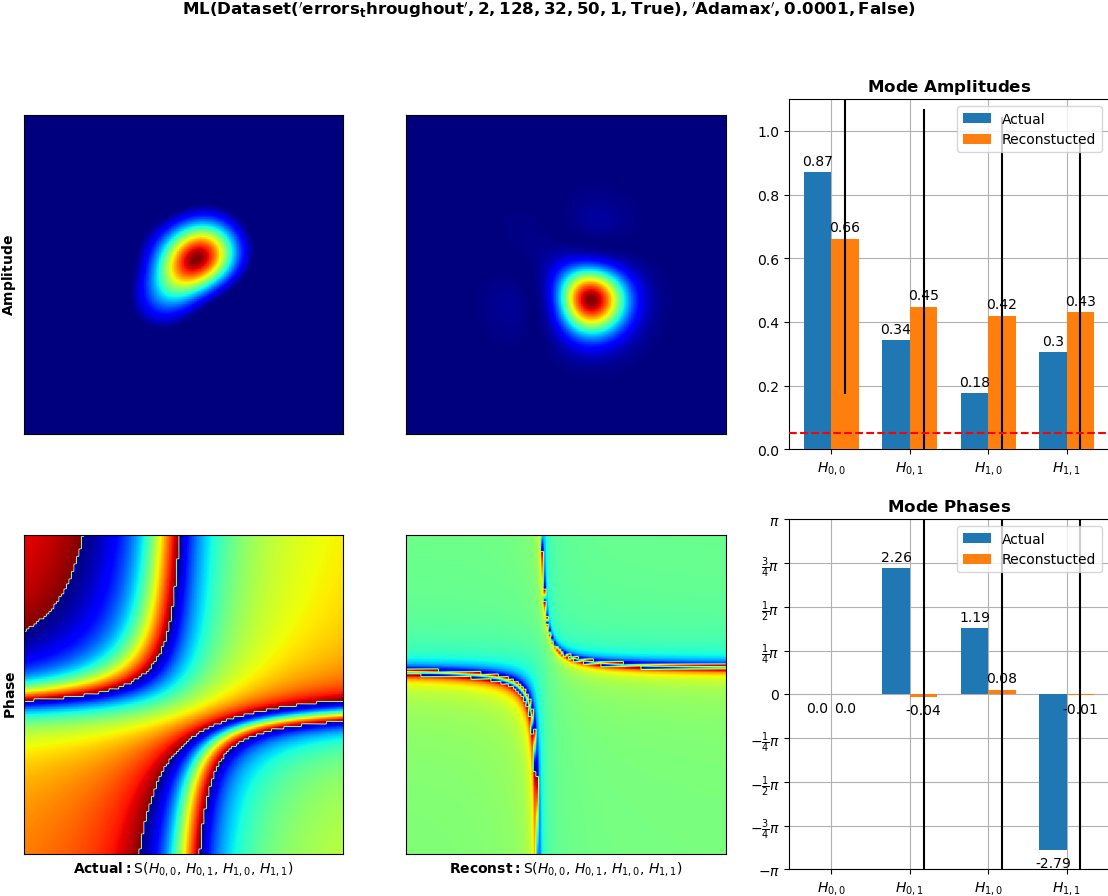 ML(Dataset('errors_throughout', 2, 128, 32, 50, 1, True), 'Adamax', 0.0001, False)
Amplitude
Mode Amplitudes
Actual
Reconstucted
1.0
0.8
0.6
0.4
0.2
0.0
0.87
0.66
0.34
0.45
0.18
0.42
0.3
0.43
H0,0
H0,1
H1,0
H1,1
Phase
Actual: S(H0,0, H0,1, H1,0, H1,1)
Reconst: S(H0,0, H0,1, H1,0, H1,1)
Mode Phases
Actual
Reconstucted
π
3/4π
1/2π
1/4π
0
−1/4π
−1/2π
−3/4π
−π
0.0
0.0
2.26
-0.04
1.19
0.08
-2.79
-0.01
H0,0
H0,1
H1,0
H1,1